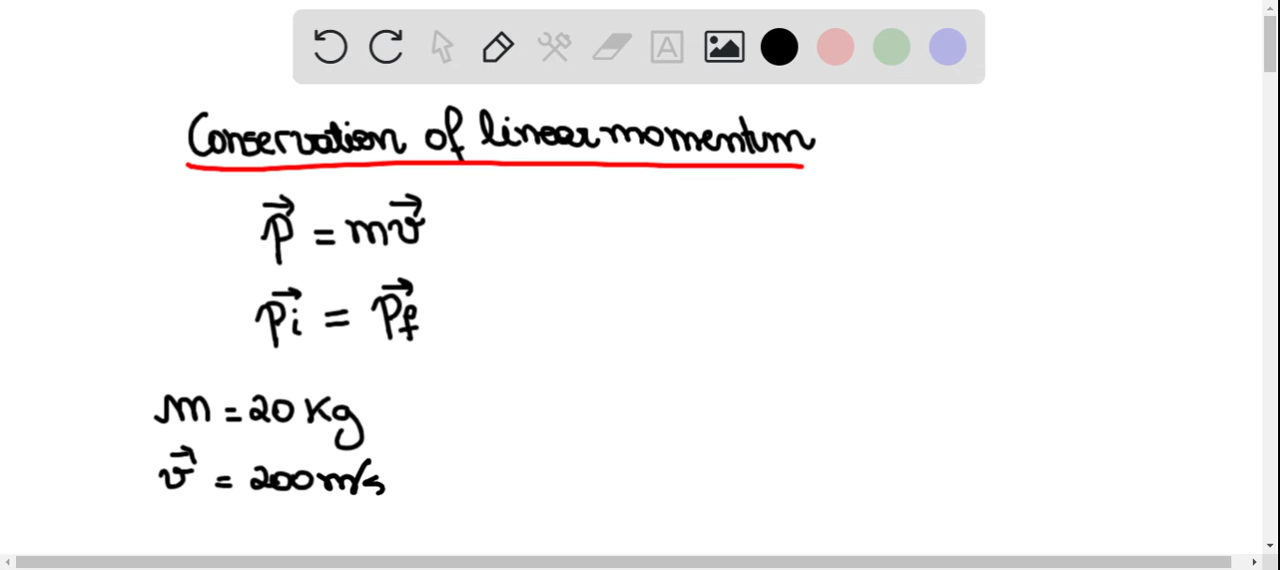 Conservation of linear momentum
p⃗ = mv⃗
p⃗i = p⃗f
m = 20 Kg
v⃗ = 200 m/s